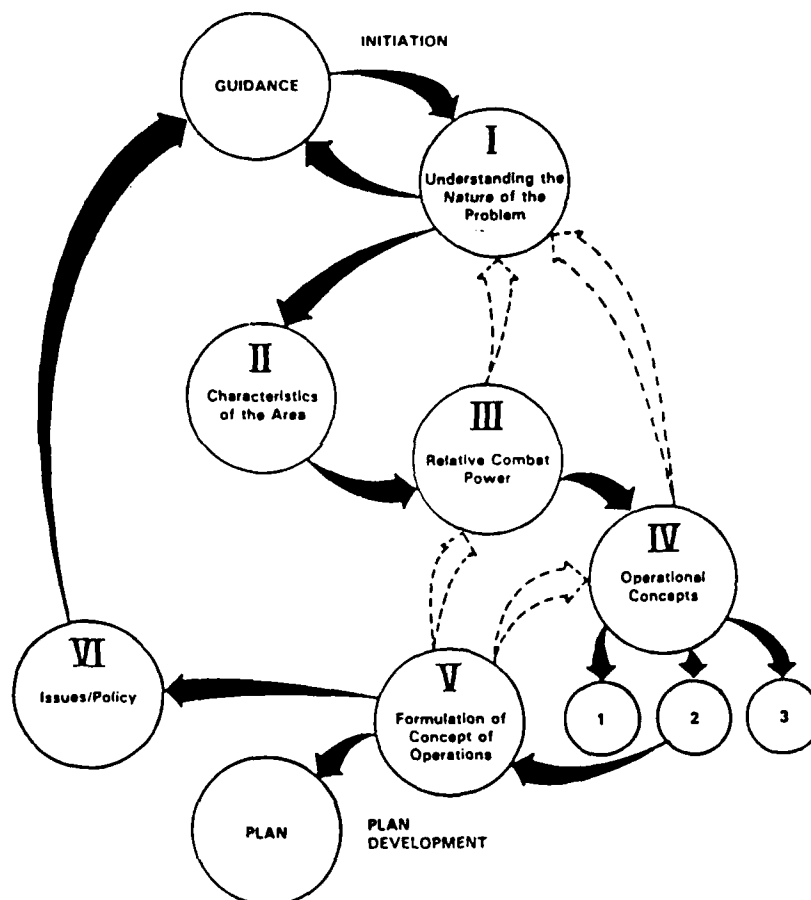 INITIATION
GUIDANCE
I
Understanding the
Nature of the
Problem
II
Characteristics
of the Area
III
Relative Combat
Power
IV
Operational
Concepts
1
2
3
V
Formulation of
Concept of
Operations
VI
Issues/Policy
PLAN
PLAN
DEVELOPMENT